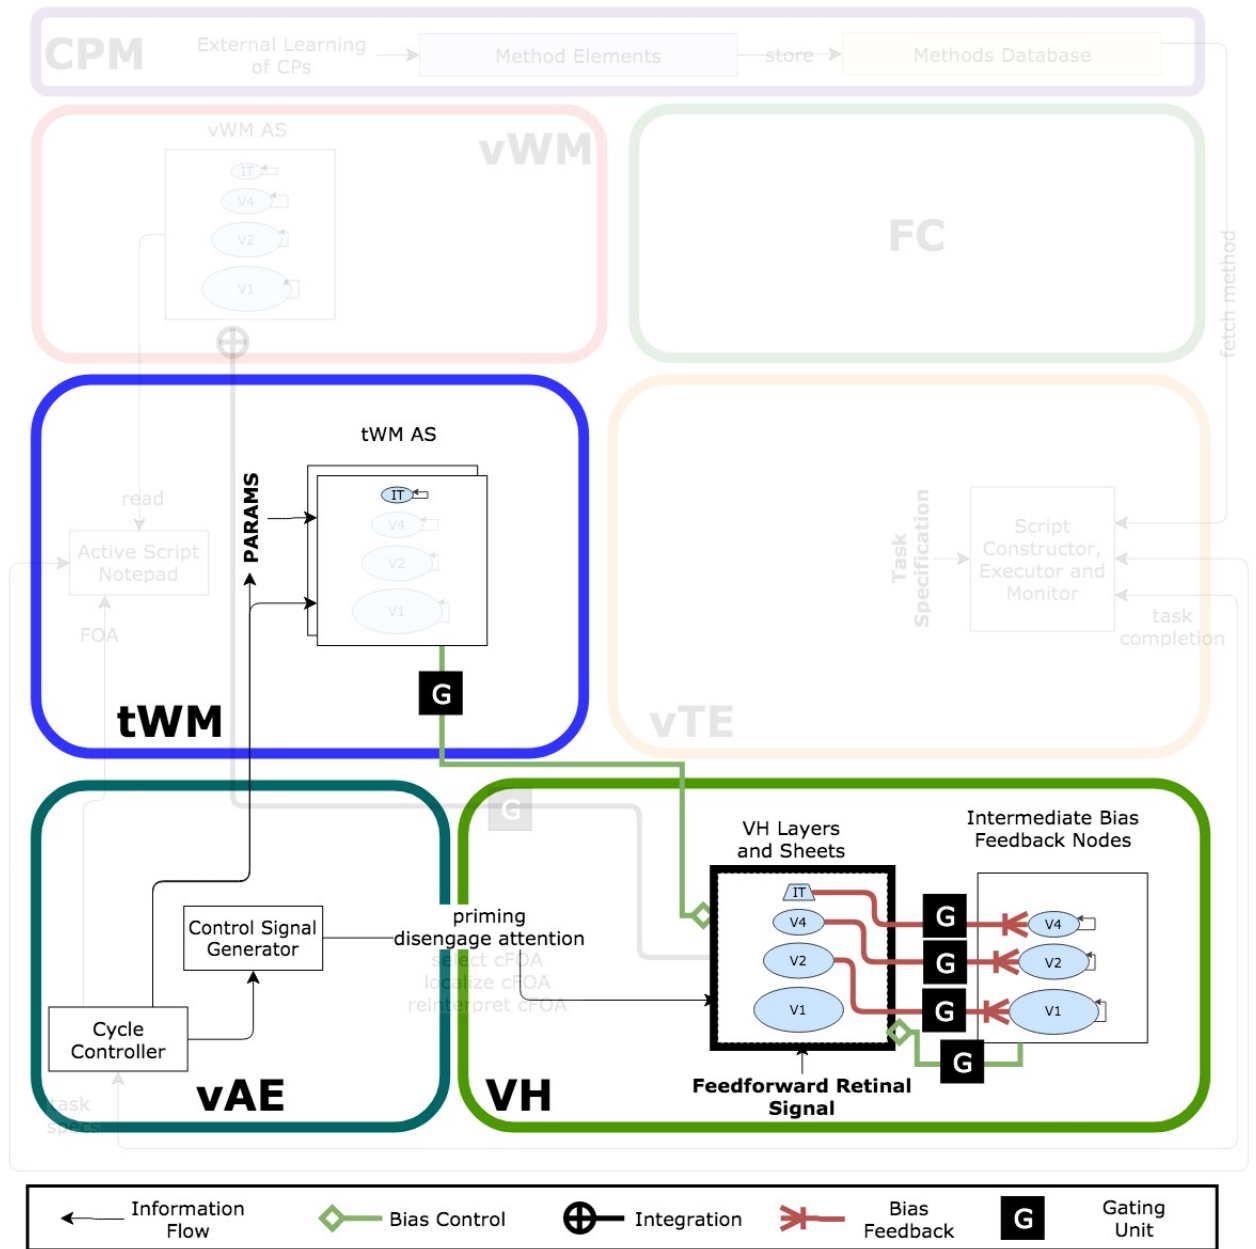 CPM
External Learning
of CPs
Method Elements
store
Methods Database
vWM AS
vWM
IT
V4
V2
V1
FC
fetch method
tWM AS
PARAMS
IT
V4
V2
V1
read
Active Script
Notepad
FOA
G
tWM
Task
Specification
Script
Constructor,
Executor and
Monitor
task
completion
vTE
G
Control Signal
Generator
Cycle
Controller
vAE
task
specs
priming
disengage attention
select cFOA
localize cFOA
reinterpret cFOA
VH Layers
and Sheets
Intermediate Bias
Feedback Nodes
IT
V4
V2
V1
G
G
G
G
V4
V2
V1
VH
Feedforward Retinal
Signal
Information
Flow
Bias Control
Integration
Bias
Feedback
G
Gating
Unit